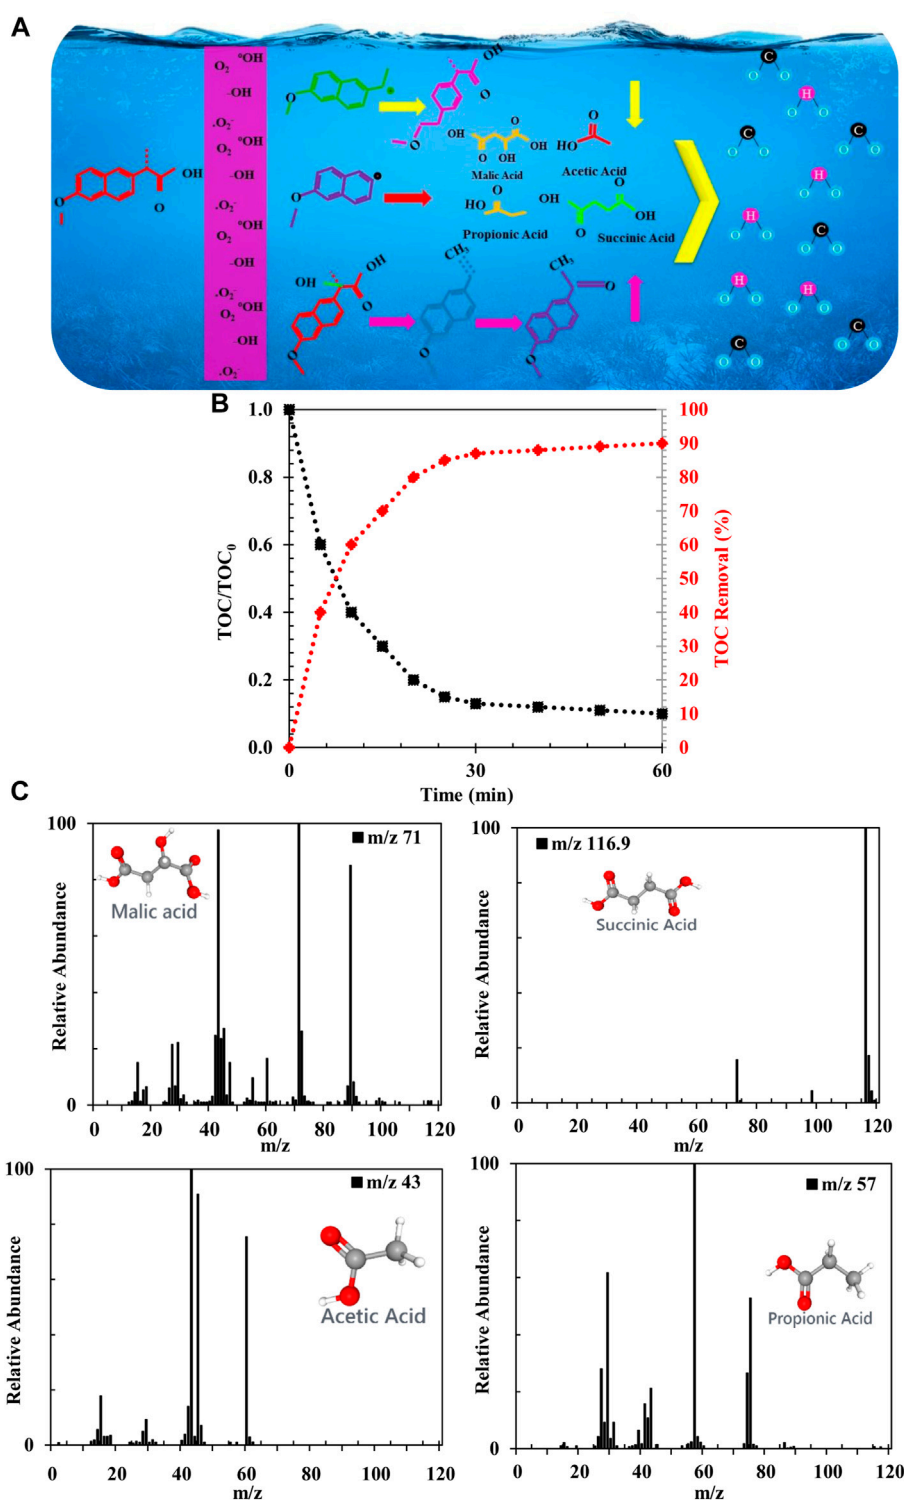 A
O₂ °OH
-OH
.O₂⁻
O₂ °OH
-OH
.O₂⁻
O₂ °OH
-OH
.O₂⁻
O₂ °OH
-OH
.O₂⁻
OH
O
O
O
OH
O
O
O
OH O OH
O OH
Malic Acid
O
HO
Acetic Acid
O
HO
Propionic Acid
OH O
O OH
Succinic Acid
OH OH
O
O
CH₃
O
CH₃
O
O
C
O O
H
O O
C
O O
C
O O
H
O O
H
O O
C
O O
H
O O
H
O O
C
O O
C
O O
B
TOC/TOC₀
1.0
0.8
0.6
0.4
0.2
0.0
0 30 60
Time (min)
100
90
80
70
60
50
40
30
20
10
0
TOC Removal (%)
C
Relative Abundance
100
0
m/z 71
Malic acid
0 20 40 60 80 100 120
m/z
Relative Abundance
100
0
m/z 116.9
Succinic Acid
0 20 40 60 80 100 120
m/z
Relative Abundance
100
0
m/z 43
Acetic Acid
0 20 40 60 80 100 120
m/z
Relative Abundance
100
0
m/z 57
Propionic Acid
0 20 40 60 80 100 120
m/z